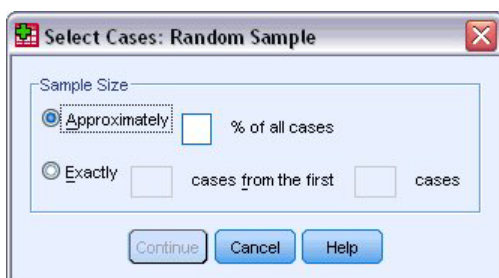 Select Cases: Random Sample
Sample Size
Approximately % of all cases
Exactly cases from the first cases
Continue Cancel Help